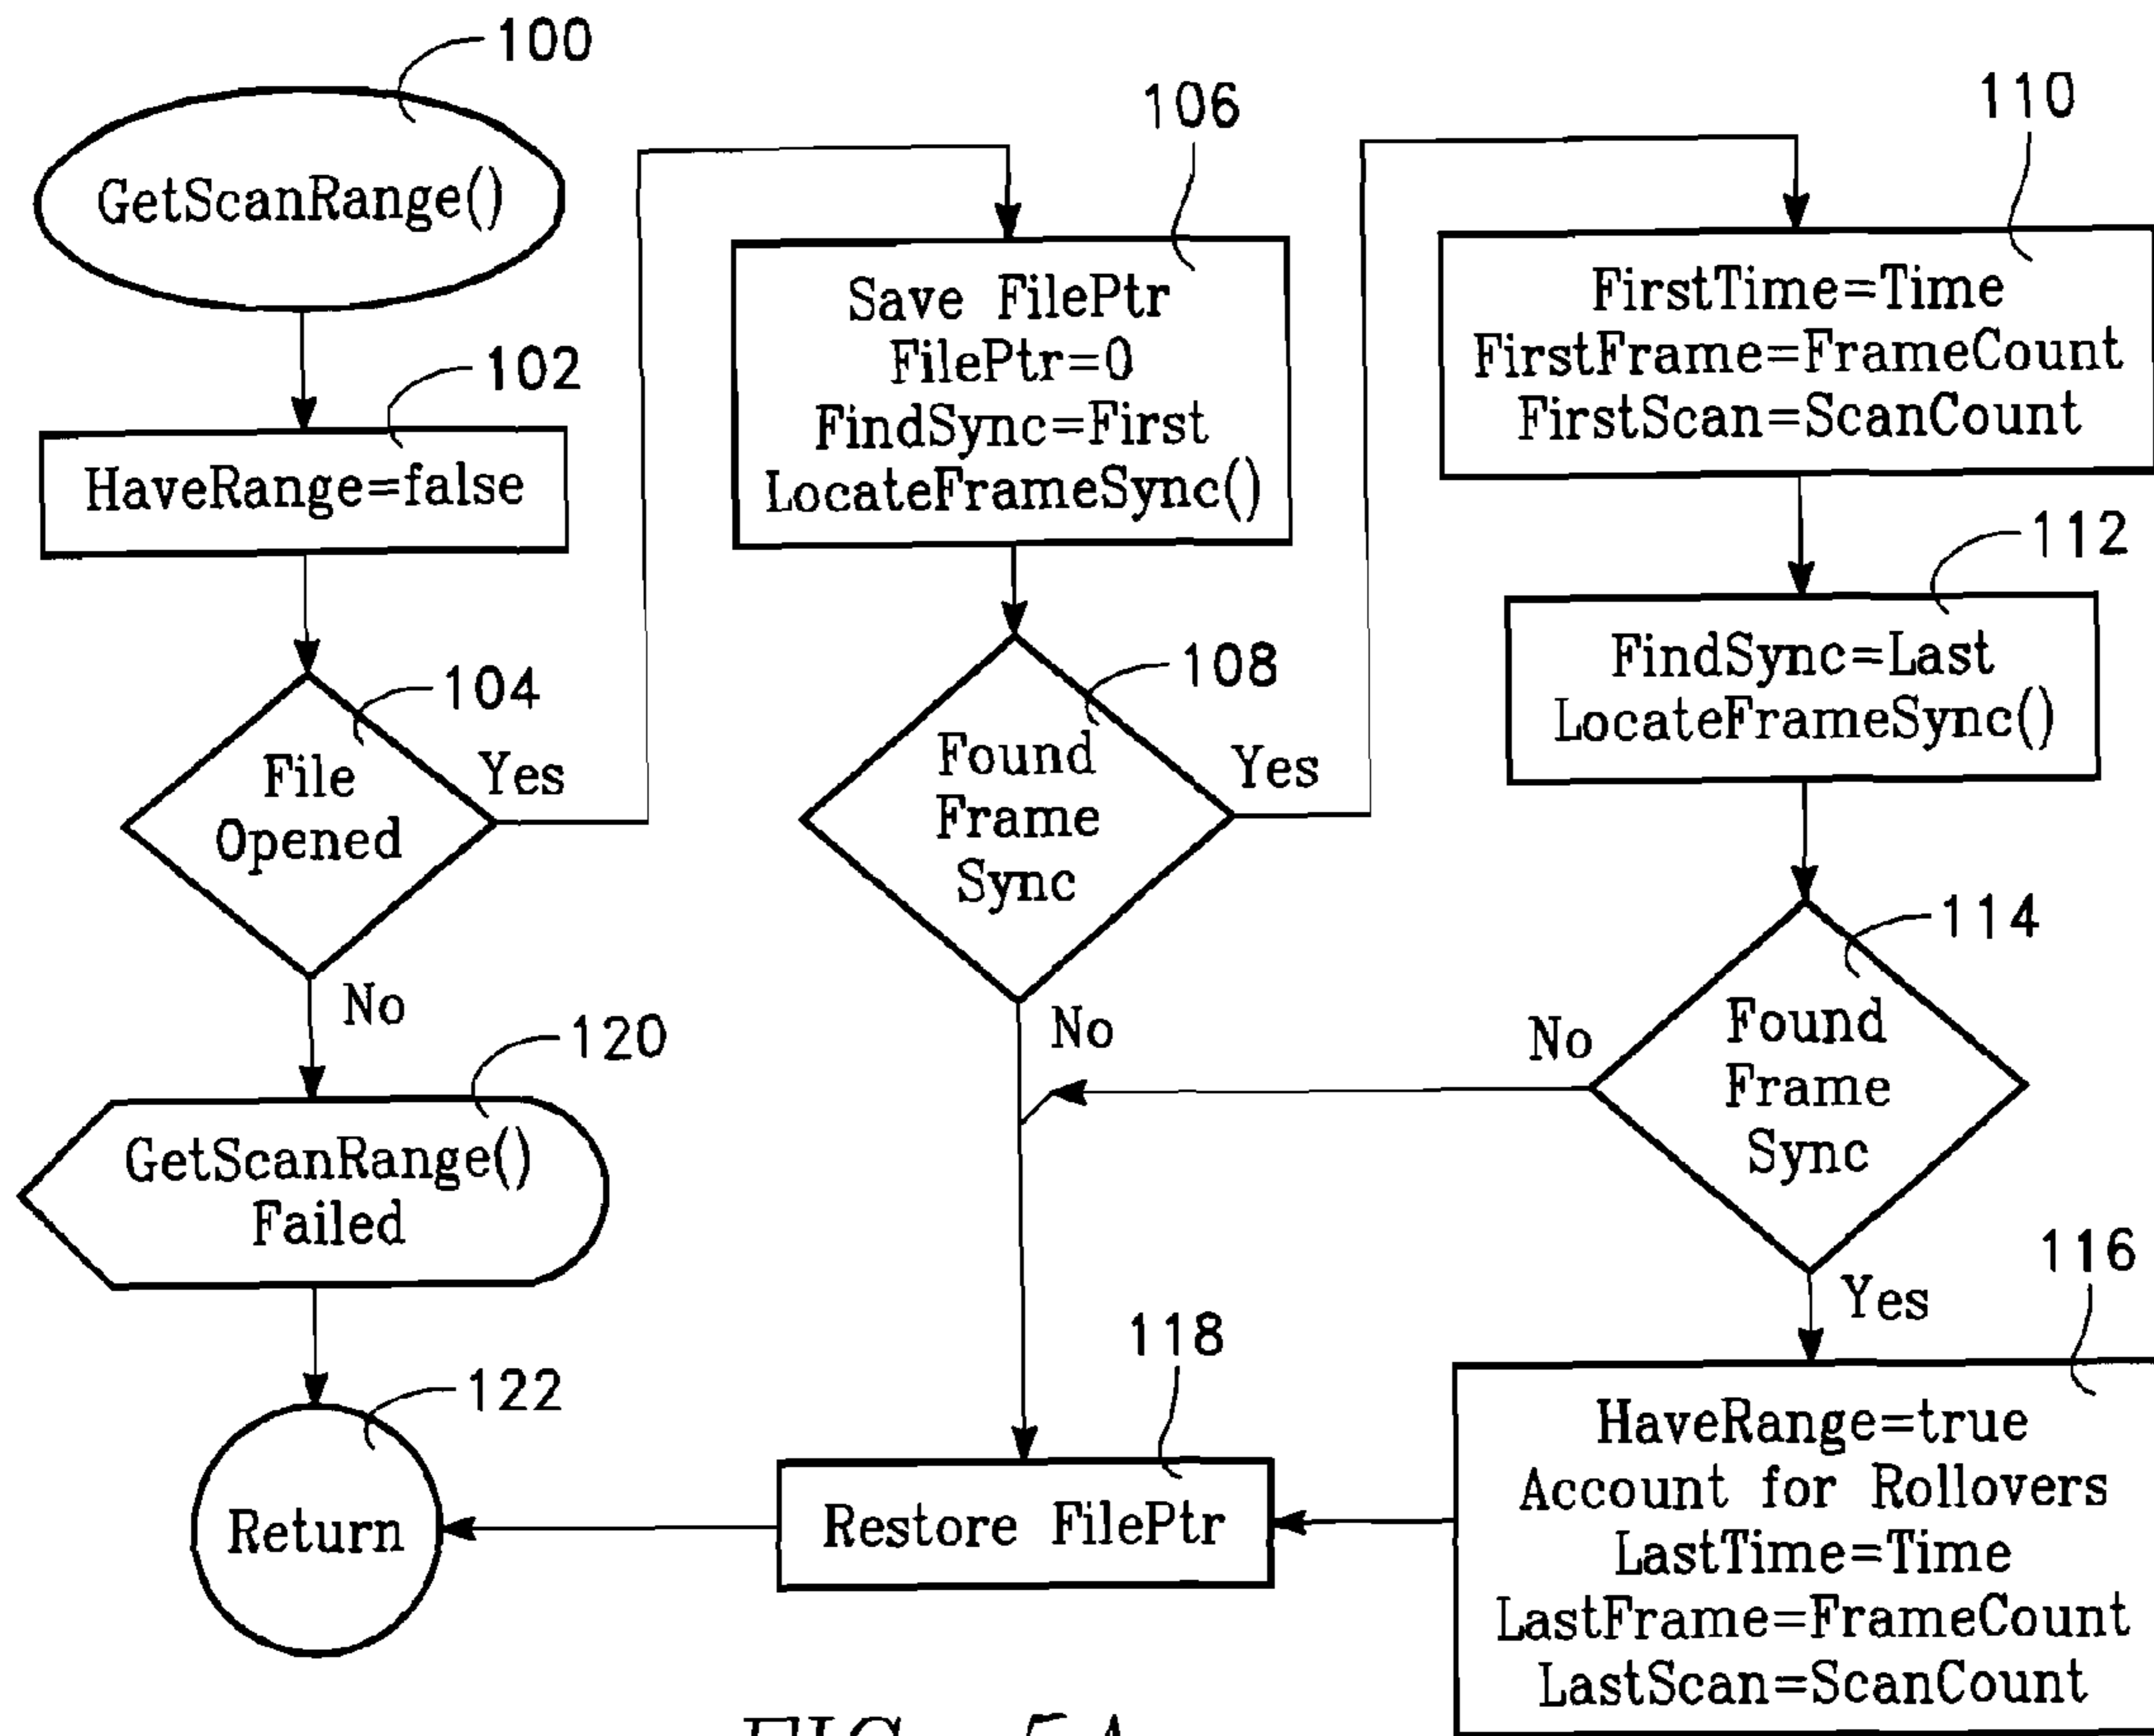 100
GetScanRange()
102
HaveRange=false
104
File
Opened
Yes
No
120
GetScanRange()
Failed
122
Return
106
Save FilePtr
FilePtr=0
FindSync=First
LocateFrameSync()
108
Found
Frame
Sync
Yes
No
118
Restore FilePtr
110
FirstTime=Time
FirstFrame=FrameCount
FirstScan=ScanCount
112
FindSync=Last
LocateFrameSync()
114
Found
Frame
Sync
No
Yes
116
HaveRange=true
Account for Rollovers
LastTime=Time
LastFrame=FrameCount
LastScan=ScanCount
FIG. 5A